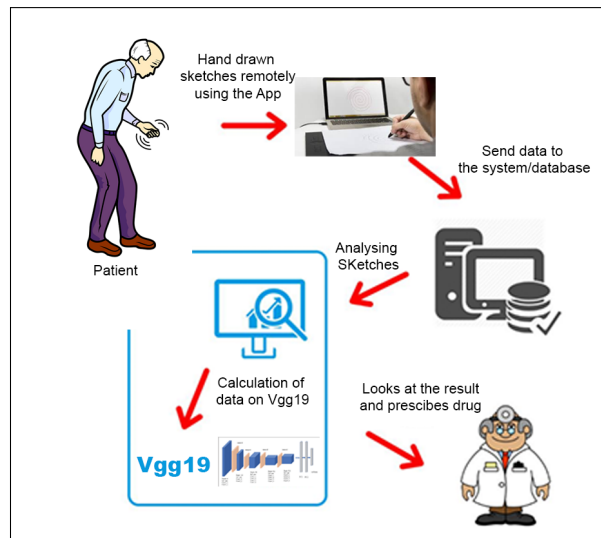 Hand drawn
sketches remotely
using the App
Send data to
the system/database
Patient
Analysing
SKetches
Calculation of
data on Vgg19
Looks at the result
and prescibes drug
Vgg19